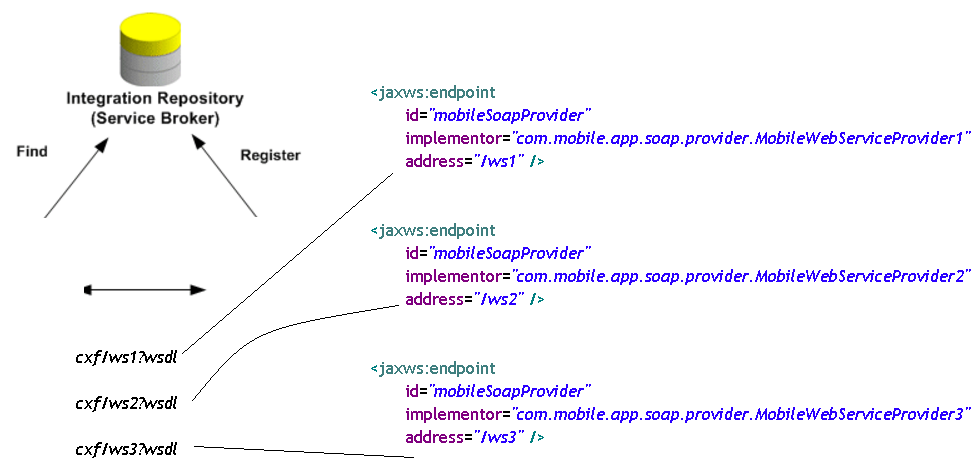 Integration Repository
(Service Broker)
Find
Register
<jaxws:endpoint
id="mobileSoapProvider"
implementor="com.mobile.app.soap.provider.MobileWebServiceProvider1"
address="/ws1" />
<jaxws:endpoint
id="mobileSoapProvider"
implementor="com.mobile.app.soap.provider.MobileWebServiceProvider2"
address="/ws2" />
<jaxws:endpoint
id="mobileSoapProvider"
implementor="com.mobile.app.soap.provider.MobileWebServiceProvider3"
address="/ws3" />
cxf/ws1?wsdl
cxf/ws2?wsdl
cxf/ws3?wsdl